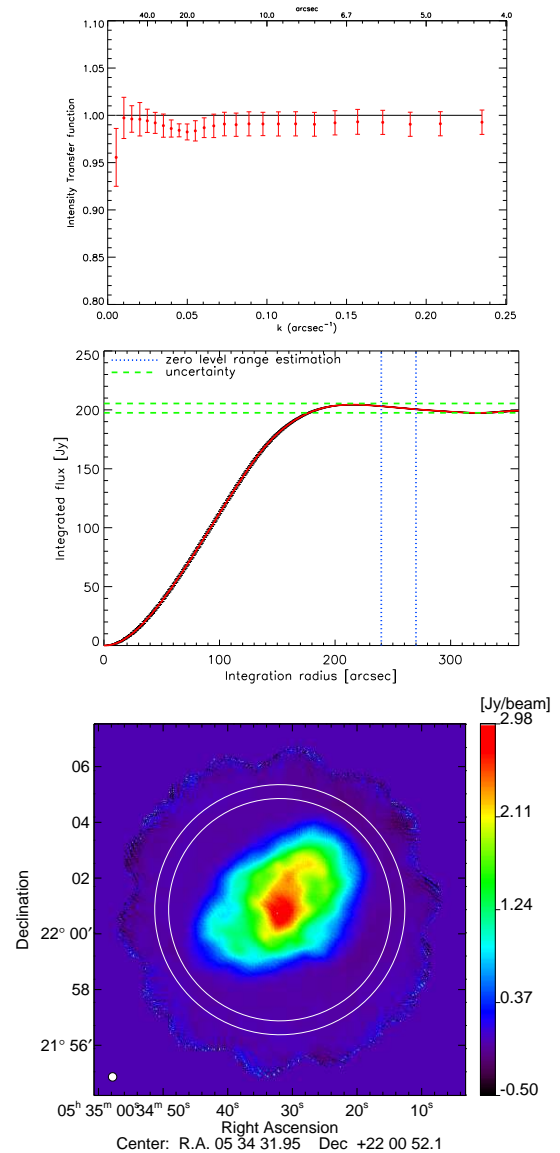 arcsec
40.0 20.0 10.0 6.7 5.0 4.0
1.10
1.05
1.00
0.95
0.90
0.85
0.80
Intensity Transfer function
0.00 0.05 0.10 0.15 0.20 0.25
k (arcsec⁻¹)
250
200
150
100
50
0
Integrated flux [Jy]
zero level range estimation
uncertainty
0 100 200 300
Integration radius [arcsec]
[Jy/beam]
2.98
2.11
1.24
0.37
-0.50
06
04
02
22° 00′
58
21° 56′
Declination
05ʰ 35ᵐ 00ˢ34ᵐ 50ˢ 40ˢ 30ˢ 20ˢ 10ˢ
Right Ascension
Center: R.A. 05 34 31.95 Dec +22 00 52.1